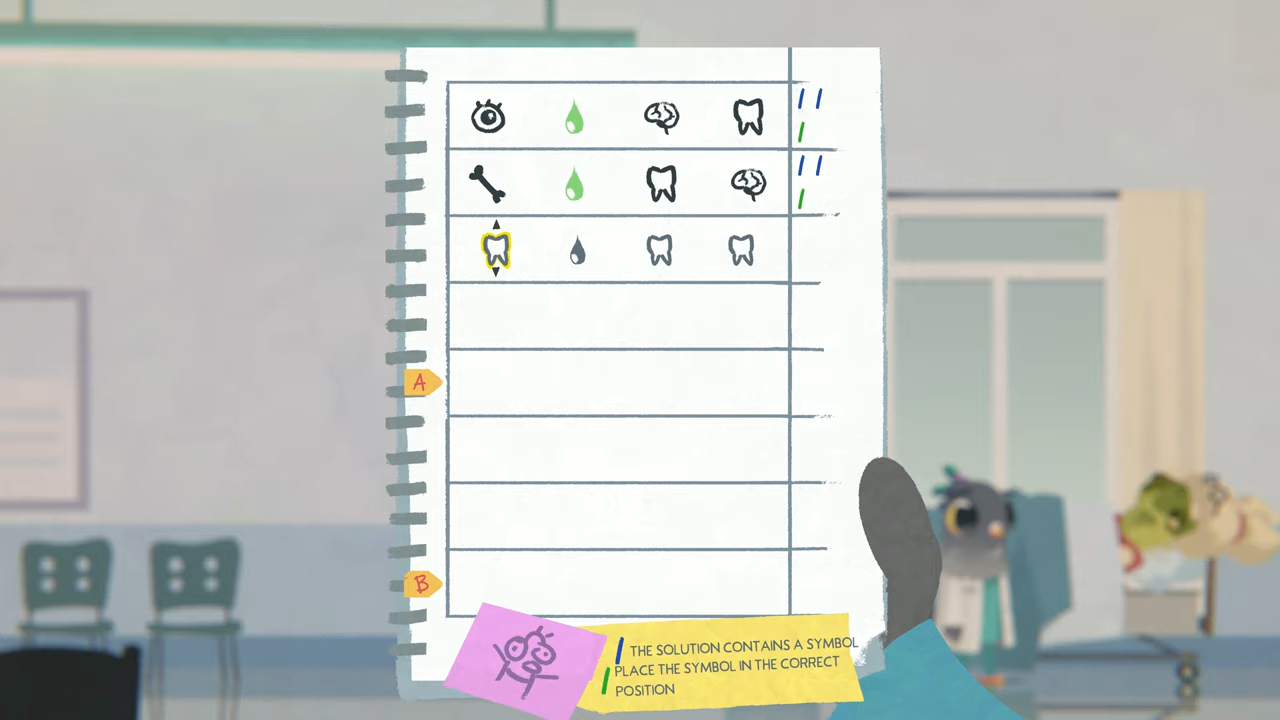 A
B
THE SOLUTION CONTAINS A SYMBOL
PLACE THE SYMBOL IN THE CORRECT
POSITION